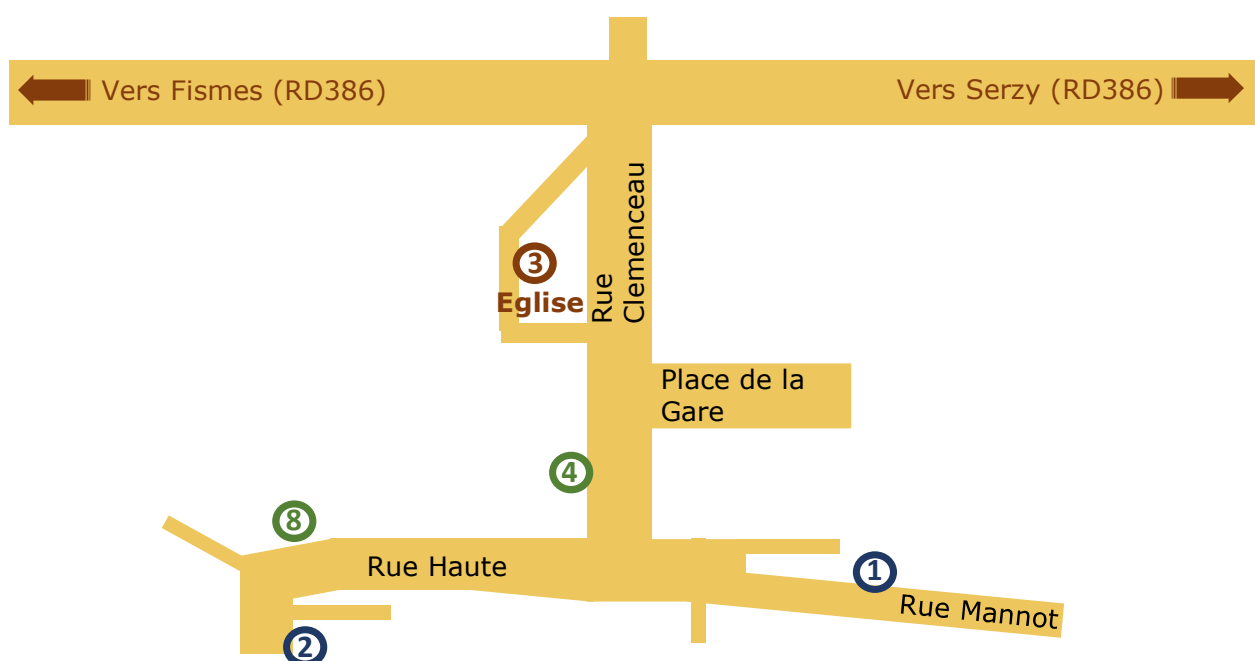 Vers Fismes (RD386)
Vers Serzy (RD386)
Rue
Clemenceau
3
Eglise
Place de la
Gare
4
8
Rue Haute
1
Rue Mannot
2